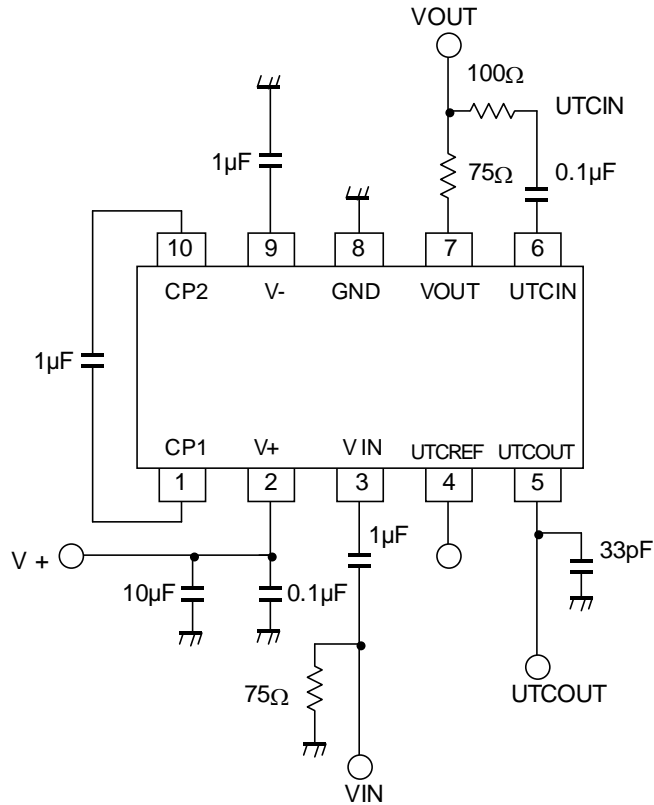 VOUT
100Ω
UTCIN
1µF
75Ω
0.1µF
10
9
8
7
6
CP2
V-
GND
VOUT
UTCIN
1µF
CP1
V+
VIN
UTCREF
UTCOUT
1
2
3
4
5
1µF
V +
10µF
0.1µF
33pF
75Ω
UTCOUT
VIN